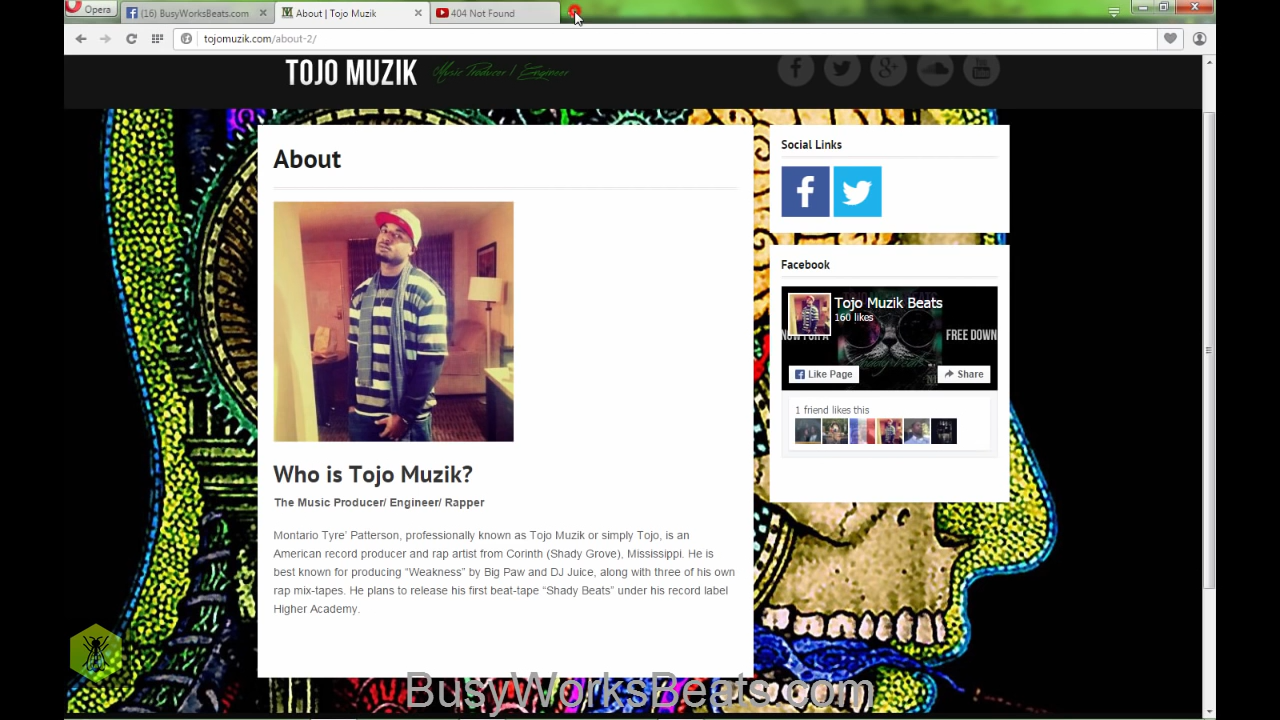 Opera
(16) BusyWorksBeats.com
About | Tojo Muzik
404 Not Found
tojomuzik.com/about-2/
TOJO MUZIK
Music Producer | Engineer
About
Who is Tojo Muzik?
The Music Producer/ Engineer/ Rapper
Montario Tyre’ Patterson, professionally known as Tojo Muzik or simply Tojo, is an
American record producer and rap artist from Corinth (Shady Grove), Mississippi. He is
best known for producing “Weakness” by Big Paw and DJ Juice, along with three of his own
rap mix-tapes. He plans to release his first beat-tape “Shady Beats” under his record label
Higher Academy.
Social Links
Facebook
Tojo Muzik Beats
160 likes
FREE DOWN
Like Page
Share
1 friend likes this
BusyWorksBeats.com